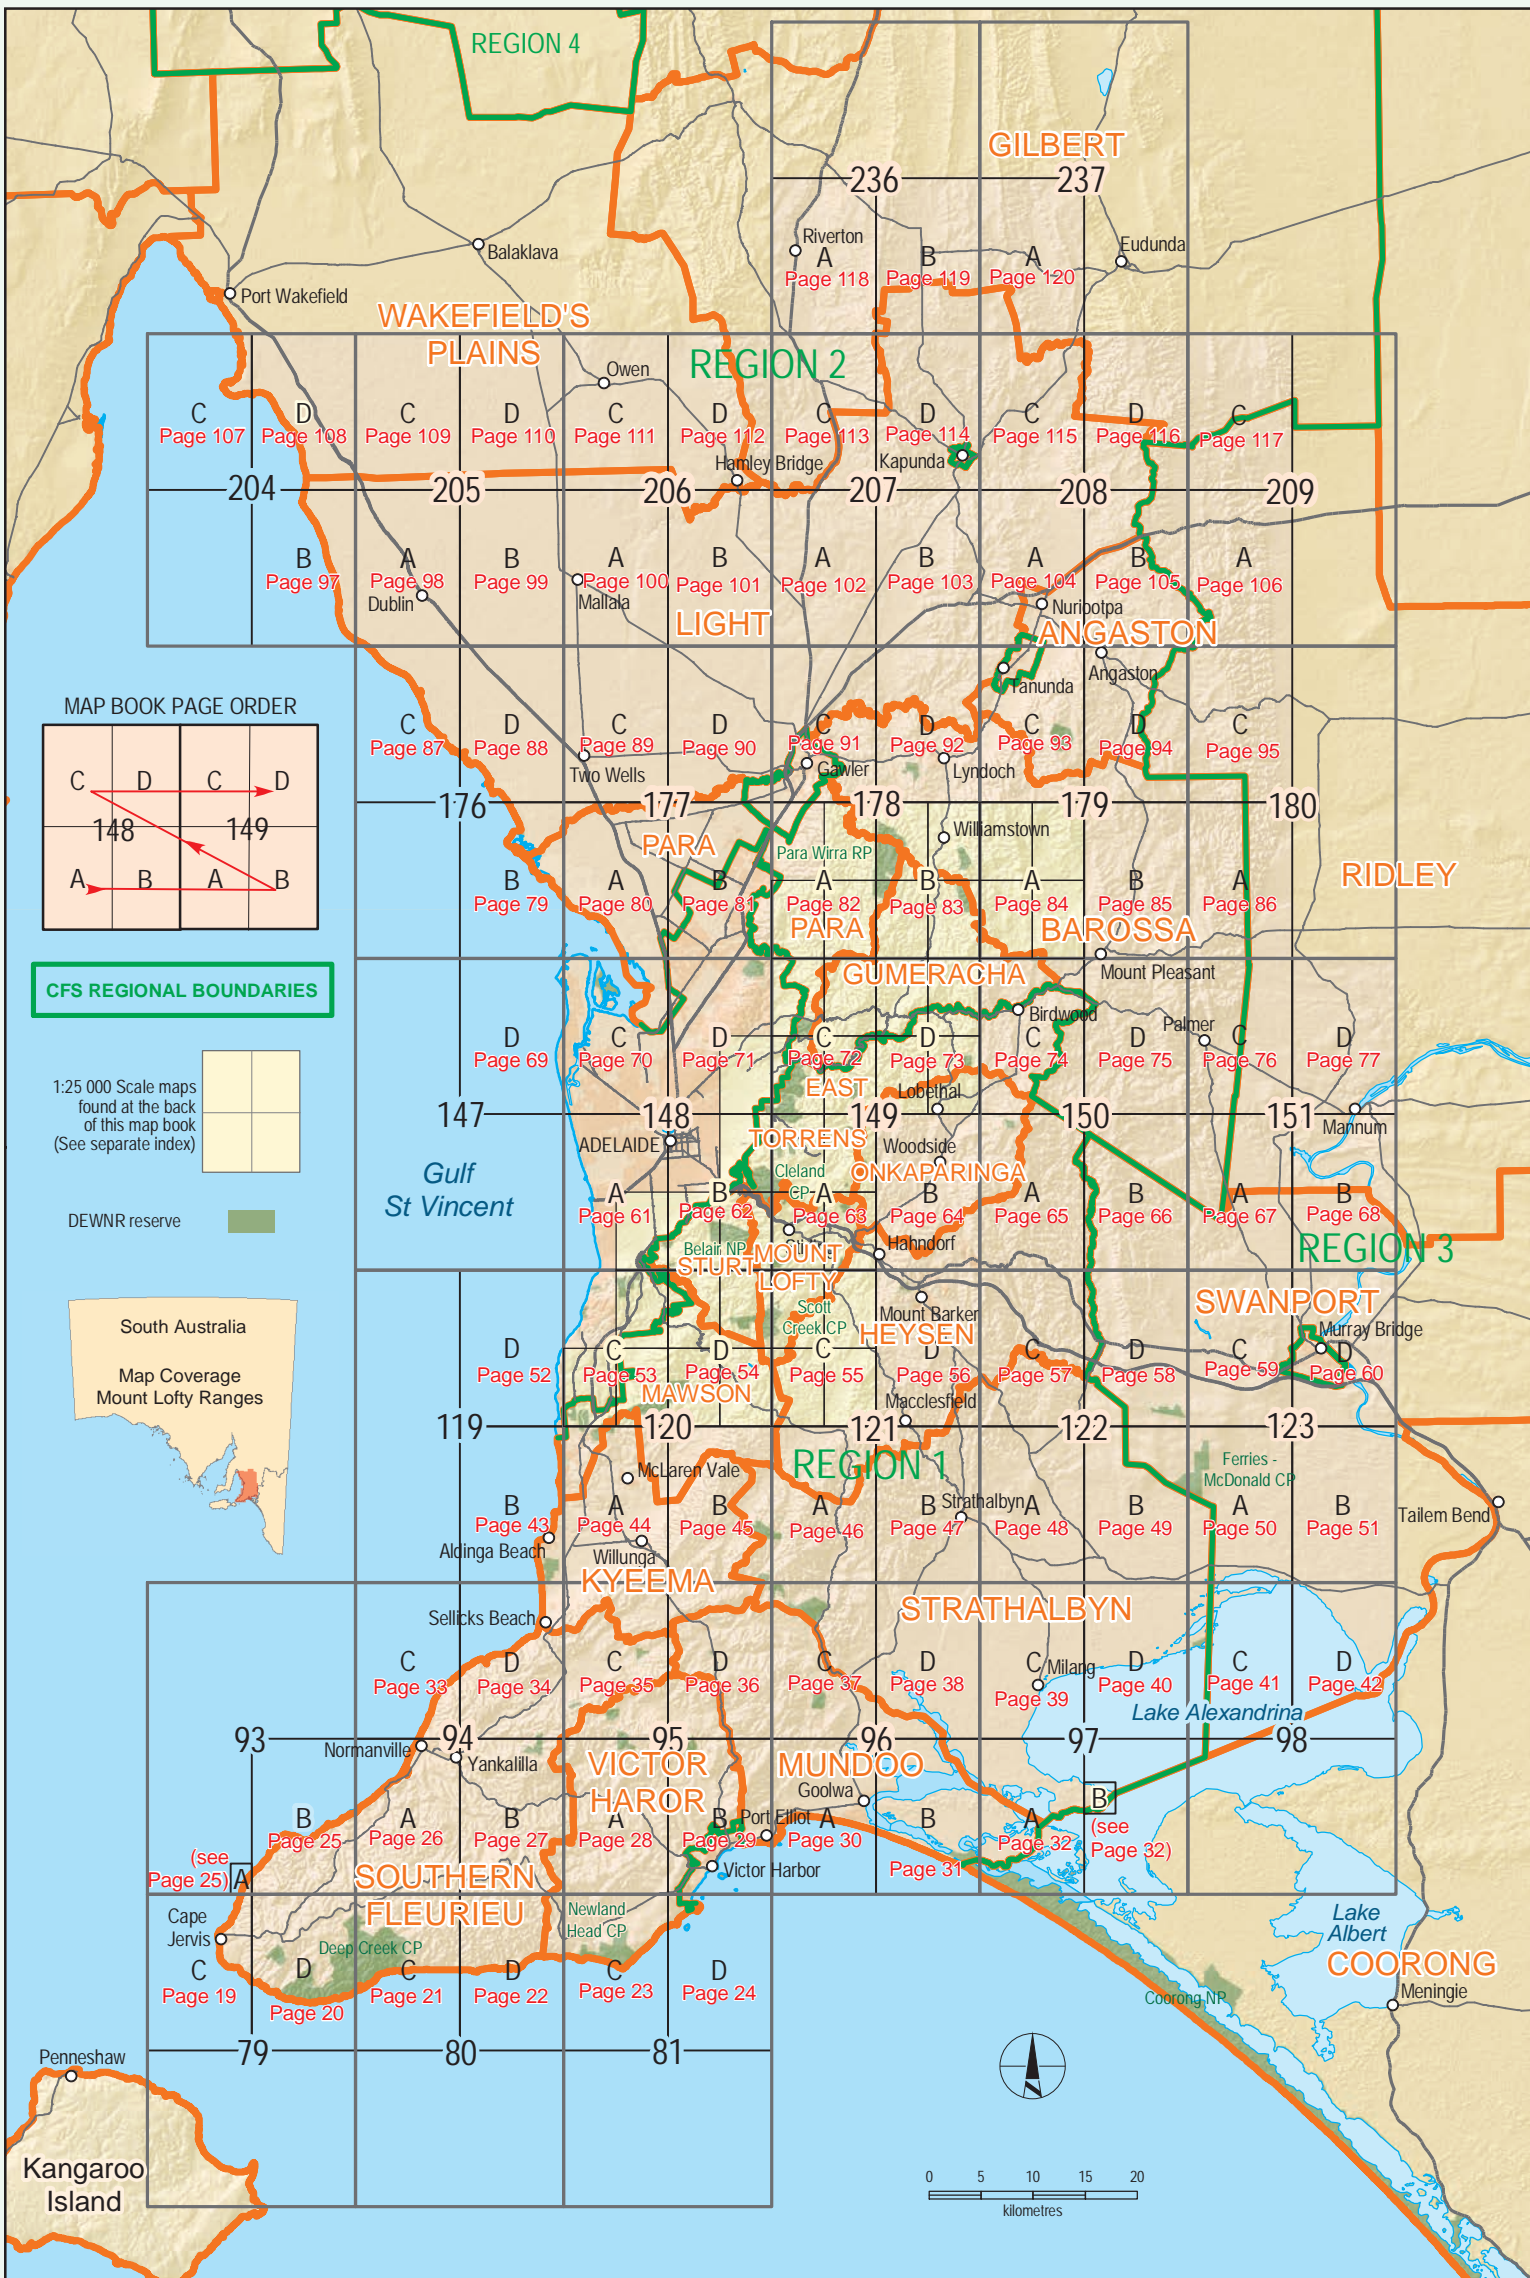 REGION 4
GILBERT
236
237
Riverton
A
Page 118
B
Page 119
A
Page 120
Eudunda
Balaklava
Port Wakefield
WAKEFIELD'S
PLAINS
REGION 2
Owen
C
Page 107
D
Page 108
C
Page 109
D
Page 110
C
Page 111
D
Page 112
C
Page 113
D
Page 114
C
Page 115
D
Page 116
C
Page 117
Kapunda
Hamley Bridge
204
205
206
207
208
209
B
Page 97
A
Page 98
B
Page 99
A
Page 100
B
Page 101
A
Page 102
B
Page 103
A
Page 104
B
Page 105
A
Page 106
Dublin
Mallala
Nuriootpa
LIGHT
ANGASTON
Angaston
Tanunda
MAP BOOK PAGE ORDER
C
D
C
D
148
149
A
B
A
B
C
Page 87
D
Page 88
C
Page 89
D
Page 90
C
Page 91
D
Page 92
C
Page 93
D
Page 94
C
Page 95
Two Wells
Gawler
Lyndoch
176
177
178
179
180
Williamstown
PARA
Para Wirra RP
RIDLEY
B
Page 79
A
Page 80
B
Page 81
A
Page 82
B
Page 83
A
Page 84
B
Page 85
A
Page 86
PARA
BAROSSA
CFS REGIONAL BOUNDARIES
GUMERACHA
Mount Pleasant
Birdwood
Palmer
D
Page 69
C
Page 70
D
Page 71
C
Page 72
D
Page 73
C
Page 74
D
Page 75
C
Page 76
D
Page 77
1:25 000 Scale maps
found at the back
of this map book
(See separate index)
EAST
Lobethal
147
148
149
150
151
Mannum
ADELAIDE
TORRENS
Woodside
Gulf
St Vincent
Cleland
CP
ONKAPARINGA
A
Page 61
B
Page 62
A
Page 63
B
Page 64
A
Page 65
B
Page 66
A
Page 67
B
Page 68
DEWNR reserve
Belair NP
Hahndorf
STURT
MOUNT
LOFTY
REGION 3
Mount Barker
SWANPORT
Scott
Creek CP
HEYSEN
Murray Bridge
South Australia
Map Coverage
Mount Lofty Ranges
D
Page 52
C
Page 53
D
Page 54
C
Page 55
D
Page 56
C
Page 57
D
Page 58
C
Page 59
D
Page 60
MAWSON
Macclesfield
119
120
121
122
123
REGION 1
McLaren Vale
Ferries -
McDonald CP
B
Page 43
A
Page 44
B
Page 45
A
Page 46
B
Page 47
Strathalbyn
A
Page 48
B
Page 49
A
Page 50
B
Page 51
Tailem Bend
Aldinga Beach
Willunga
KYEEMA
Sellicks Beach
STRATHALBYN
C
Page 33
D
Page 34
C
Page 35
D
Page 36
C
Page 37
D
Page 38
C
Page 39
Milang
D
Page 40
C
Page 41
D
Page 42
Lake Alexandrina
93
94
95
96
97
98
Normanville
Yankalilla
VICTOR
HAROR
MUNDOO
Goolwa
Port Elliot
B
Page 25
A
Page 26
B
Page 27
A
Page 28
B
Page 29
A
Page 30
B
Page 31
A
Page 32
B
(see
Page 32)
(see
Page 25)
A
Victor Harbor
SOUTHERN
FLEURIEU
Cape
Jervis
Newland
Head CP
Deep Creek CP
Lake
Albert
COORONG
Meningie
Coorong NP
C
Page 19
D
Page 20
C
Page 21
D
Page 22
C
Page 23
D
Page 24
79
80
81
Penneshaw
Kangaroo
Island
N
0 5 10 15 20
kilometres